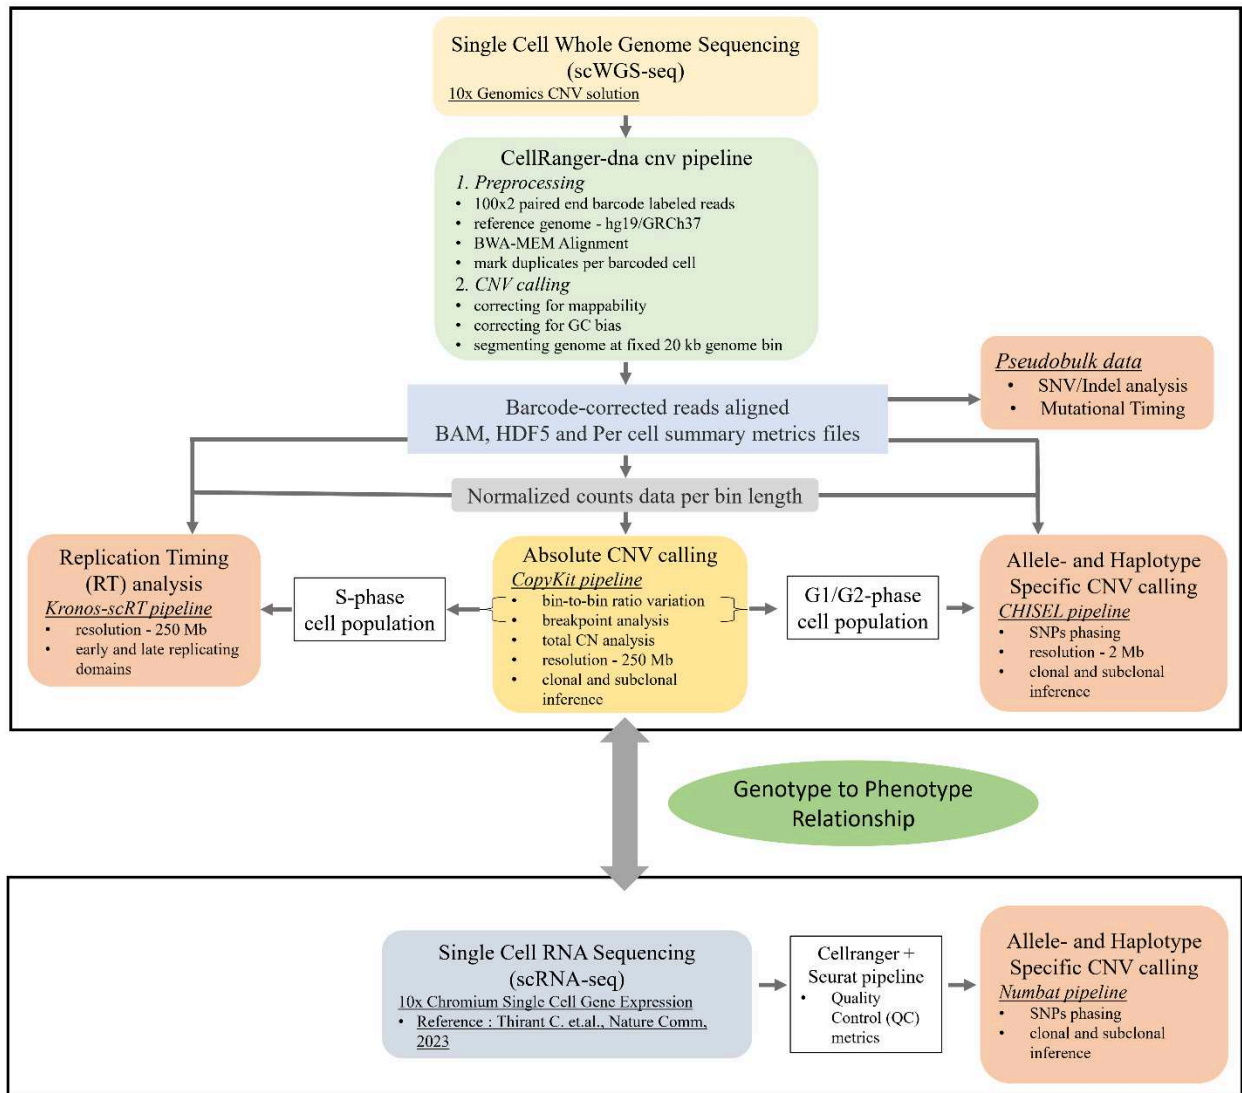 Single Cell Whole Genome Sequencing
(scWGS-seq)
10x Genomics CNV solution
CellRanger-dna cnv pipeline
1. Preprocessing
• 100x2 paired end barcode labeled reads
• reference genome - hg19/GRCh37
• BWA-MEM Alignment
• mark duplicates per barcoded cell
2. CNV calling
• correcting for mappability
• correcting for GC bias
• segmenting genome at fixed 20 kb genome bin
Pseudobulk data
• SNV/Indel analysis
• Mutational Timing
Barcode-corrected reads aligned
BAM, HDF5 and Per cell summary metrics files
Normalized counts data per bin length
Replication Timing
(RT) analysis
Kronos-scRT pipeline
• resolution - 250 Mb
• early and late replicating
domains
S-phase
cell population
Absolute CNV calling
CopyKit pipeline
• bin-to-bin ratio variation
• breakpoint analysis
• total CN analysis
• resolution - 250 Mb
• clonal and subclonal
inference
G1/G2-phase
cell population
Allele- and Haplotype
Specific CNV calling
CHISEL pipeline
• SNPs phasing
• resolution - 2 Mb
• clonal and subclonal
inference
Genotype to Phenotype
Relationship
Single Cell RNA Sequencing
(scRNA-seq)
10x Chromium Single Cell Gene Expression
• Reference : Thirant C. et.al., Nature Comm,
2023
Cellranger +
Seurat pipeline
• Quality
Control (QC)
metrics
Allele- and Haplotype
Specific CNV calling
Numbat pipeline
• SNPs phasing
• clonal and subclonal
inference